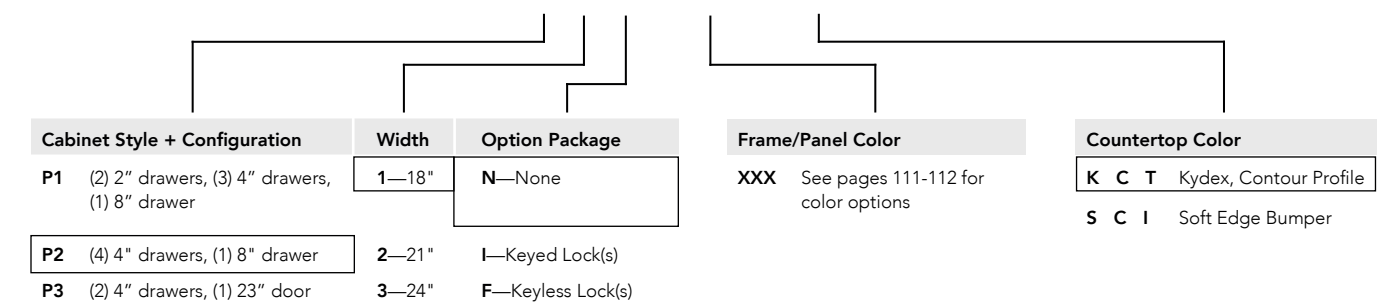 Cabinet Style + Configuration Width Option Package Frame/Panel Color Countertop Color
P1 (2) 2” drawers, (3) 4” drawers, 1—18" N—None XXX See pages 111-112 for K C T Kydex, Contour Profile
(1) 8” drawer color options
S C I Soft Edge Bumper
P2 (4) 4" drawers, (1) 8" drawer 2—21" I—Keyed Lock(s)
P3 (2) 4” drawers, (1) 23” door 3—24" F—Keyless Lock(s)